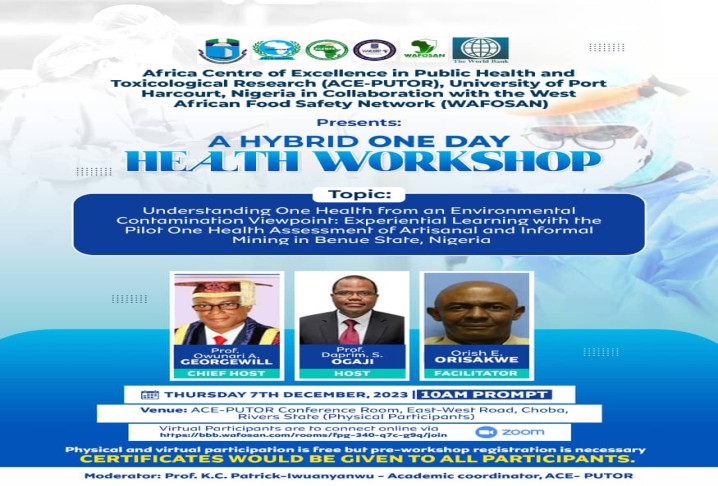 WAFOSAN
The World Bank
Africa Centre of Excellence in Public Health and
Toxicological Research (ACE-PUTOR), University of Port
Harcourt, Nigeria in Collaboration with the West
African Food Safety Network (WAFOSAN)
Presents:
A HYBRID ONE DAY
HEALTH WORKSHOP
Topic:
Understanding One Health from an Environmental
Contamination Viewpoint: Experiential Learning with the
Pilot One Health Assessment of Artisanal and Informal
Mining in Benue State, Nigeria
Prof.
Owunari A.
GEORGEWILL
CHIEF HOST
Prof.
Daprim, S.
OGAJI
HOST
Orish E.
ORISAKWE
FACILITATOR
THURSDAY 7TH DECEMBER, 2023 | 10AM PROMPT
Venue: ACE-PUTOR Conference Room, East-West Road, Choba,
Rivers State (Physical Participants)
Virtual Participants are to connect online via
https://bbb.wafosan.com/rooms/fpg-340-q7c-g9q/join
zoom
Physical and virtual participation is free but pre-workshop registration is necessary
CERTIFICATES WOULD BE GIVEN TO ALL PARTICIPANTS.
Moderator: Prof. K.C. Patrick-Iwuanyanwu - Academic coordinator, ACE- PUTOR